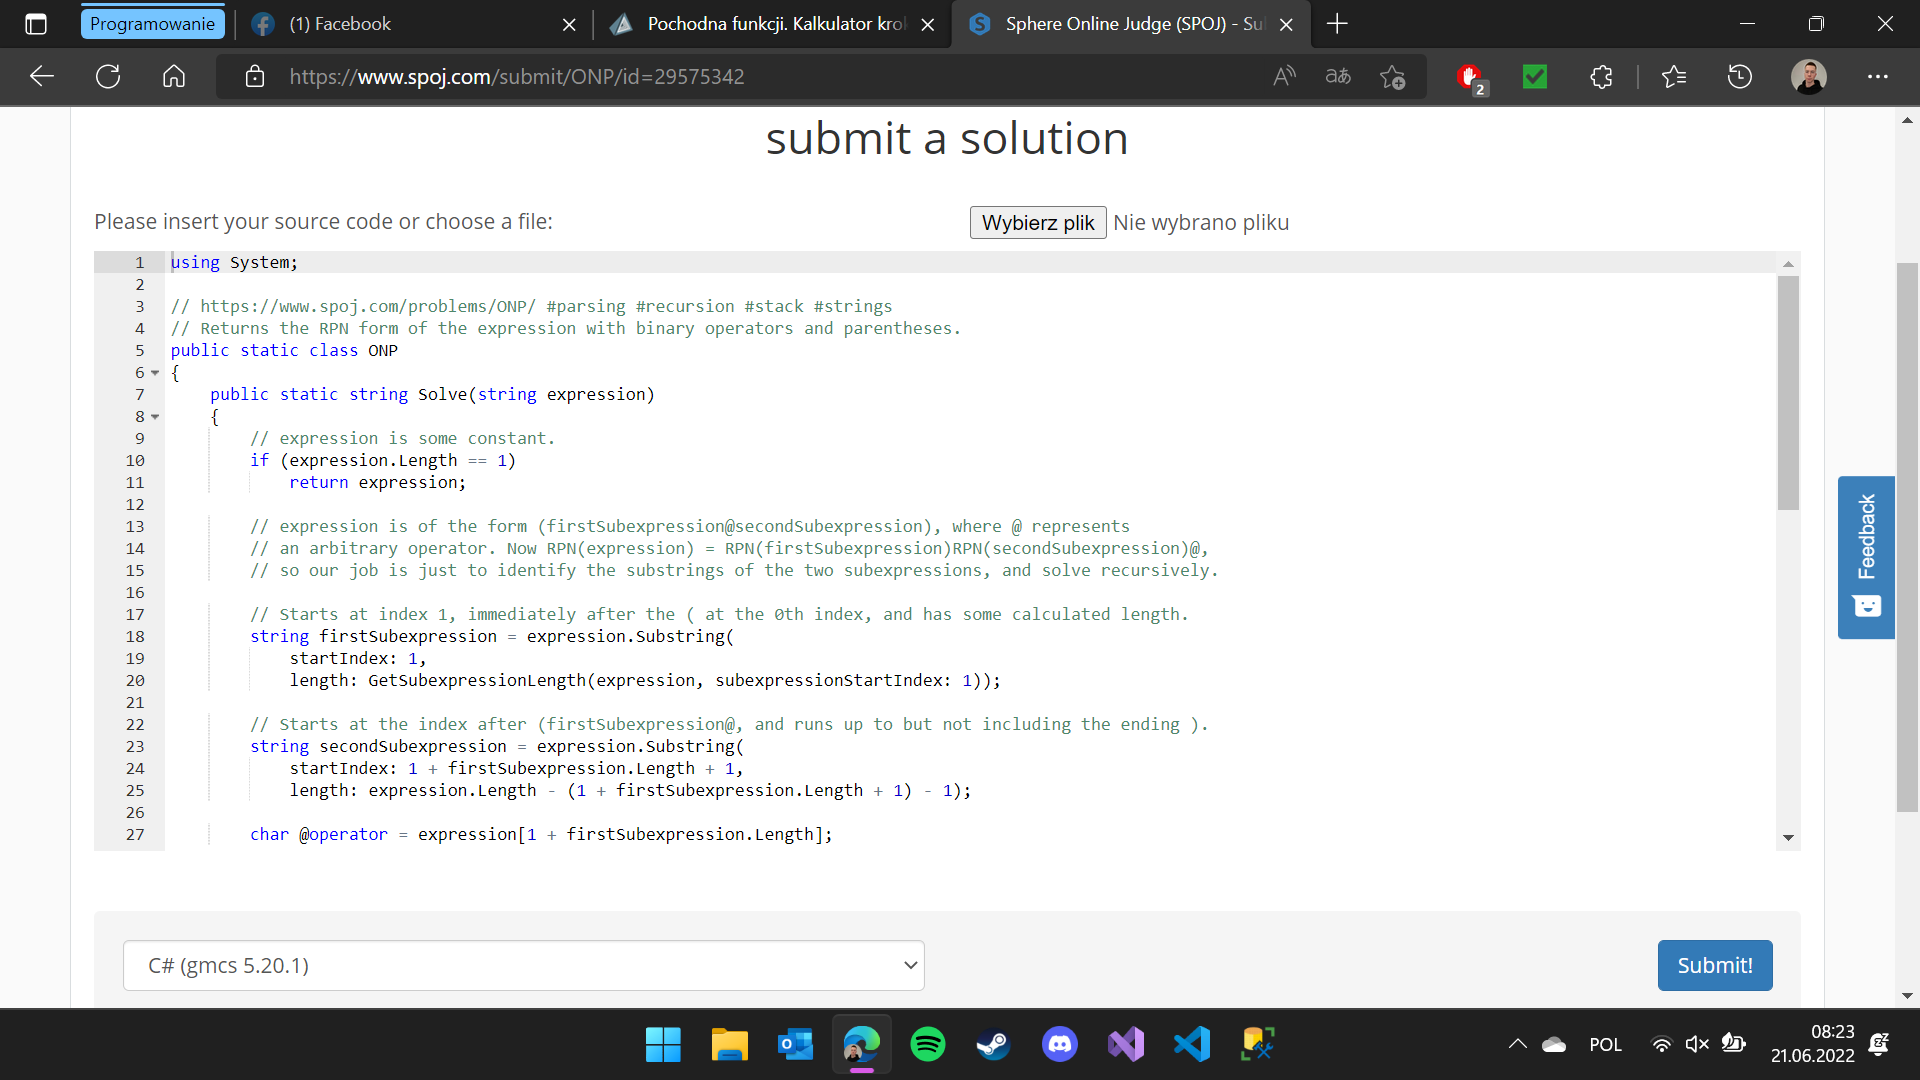 Programowanie
(1) Facebook
Pochodna funkcji. Kalkulator kro
Sphere Online Judge (SPOJ) - Su
https://www.spoj.com/submit/ONP/id=29575342
2
submit a solution
Please insert your source code or choose a file:
Wybierz plik Nie wybrano pliku
1 using System;
2
3 // https://www.spoj.com/problems/ONP/ #parsing #recursion #stack #strings
4 // Returns the RPN form of the expression with binary operators and parentheses.
5 public static class ONP
6 {
7 public static string Solve(string expression)
8 {
9 // expression is some constant.
10 if (expression.Length == 1)
11 return expression;
12
13 // expression is of the form (firstSubexpression@secondSubexpression), where @ represents
14 // an arbitrary operator. Now RPN(expression) = RPN(firstSubexpression)RPN(secondSubexpression)@,
15 // so our job is just to identify the substrings of the two subexpressions, and solve recursively.
16
17 // Starts at index 1, immediately after the ( at the 0th index, and has some calculated length.
18 string firstSubexpression = expression.Substring(
19 startIndex: 1,
20 length: GetSubexpressionLength(expression, subexpressionStartIndex: 1));
21
22 // Starts at the index after (firstSubexpression@, and runs up to but not including the ending ).
23 string secondSubexpression = expression.Substring(
24 startIndex: 1 + firstSubexpression.Length + 1,
25 length: expression.Length - (1 + firstSubexpression.Length + 1) - 1);
26
27 char @operator = expression[1 + firstSubexpression.Length];
Feedback
C# (gmcs 5.20.1)
Submit!
POL
08:23
21.06.2022